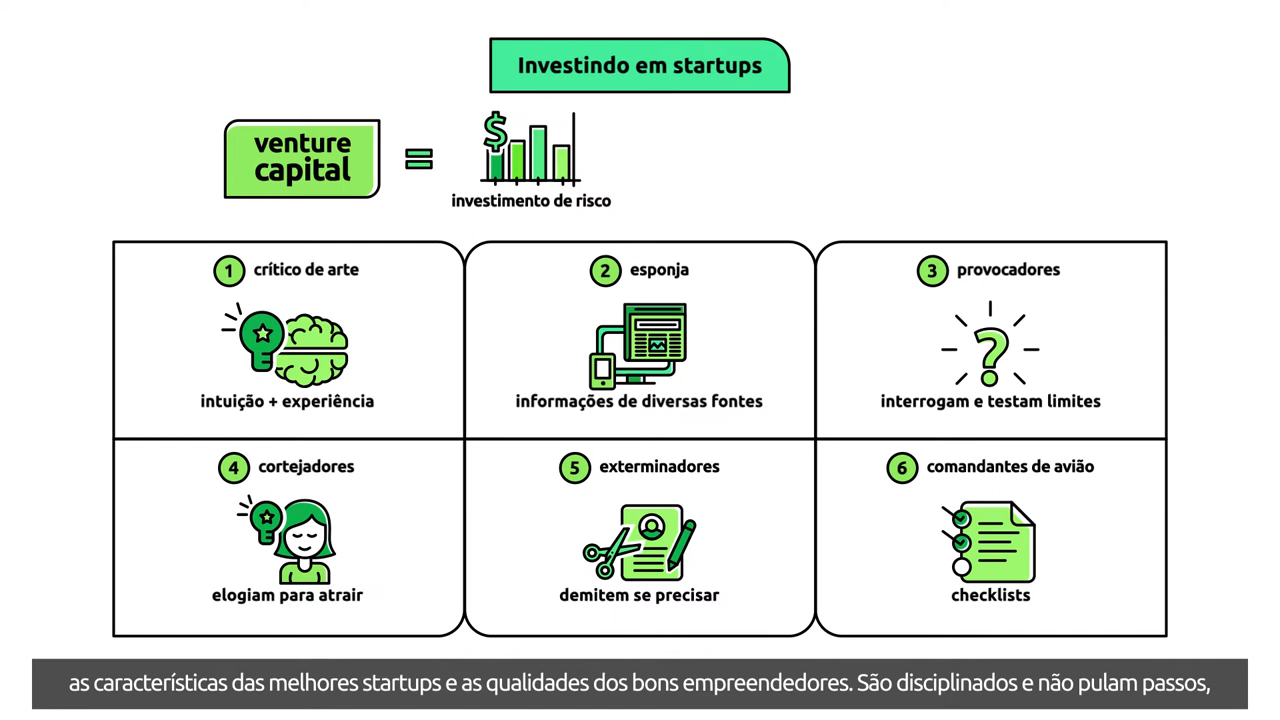 Investindo em startups
venture
capital
=
$
investimento de risco
1 crítico de arte
intuição + experiência
2 esponja
informações de diversas fontes
3 provocadores
?
interrogam e testam limites
4 cortejadores
elogiam para atrair
5 exterminadores
demitem se precisar
6 comandantes de avião
checklists
as características das melhores startups e as qualidades dos bons empreendedores. São disciplinados e não pulam passos,